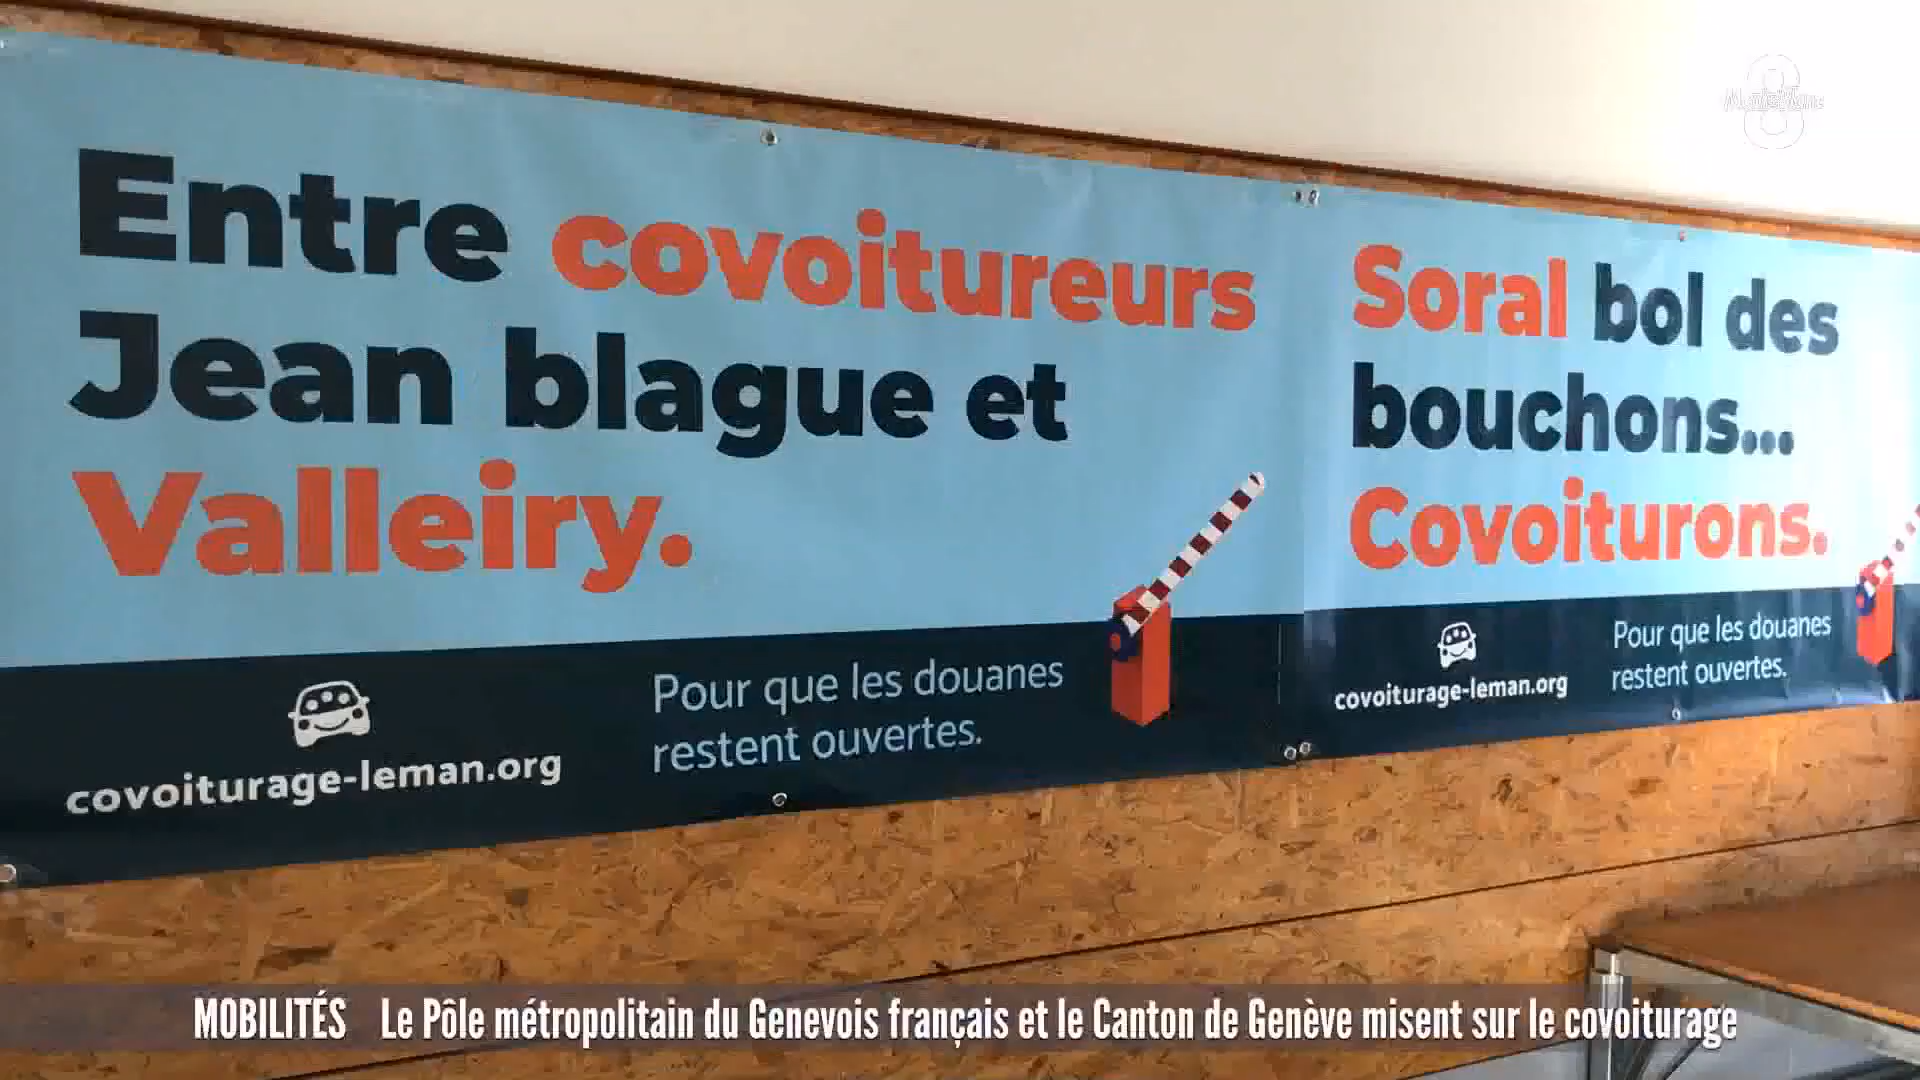 Entre covoitureurs
Jean blague et
Valleiry.
covoiturage-leman.org
Pour que les douanes
restent ouvertes.
Soral bol des
bouchons...
Covoiturons.
covoiturage-leman.org
Pour que les douanes
restent ouvertes.
8
MOBILITÉS Le Pôle métropolitain du Genevois français et le Canton de Genève misent sur le covoiturage